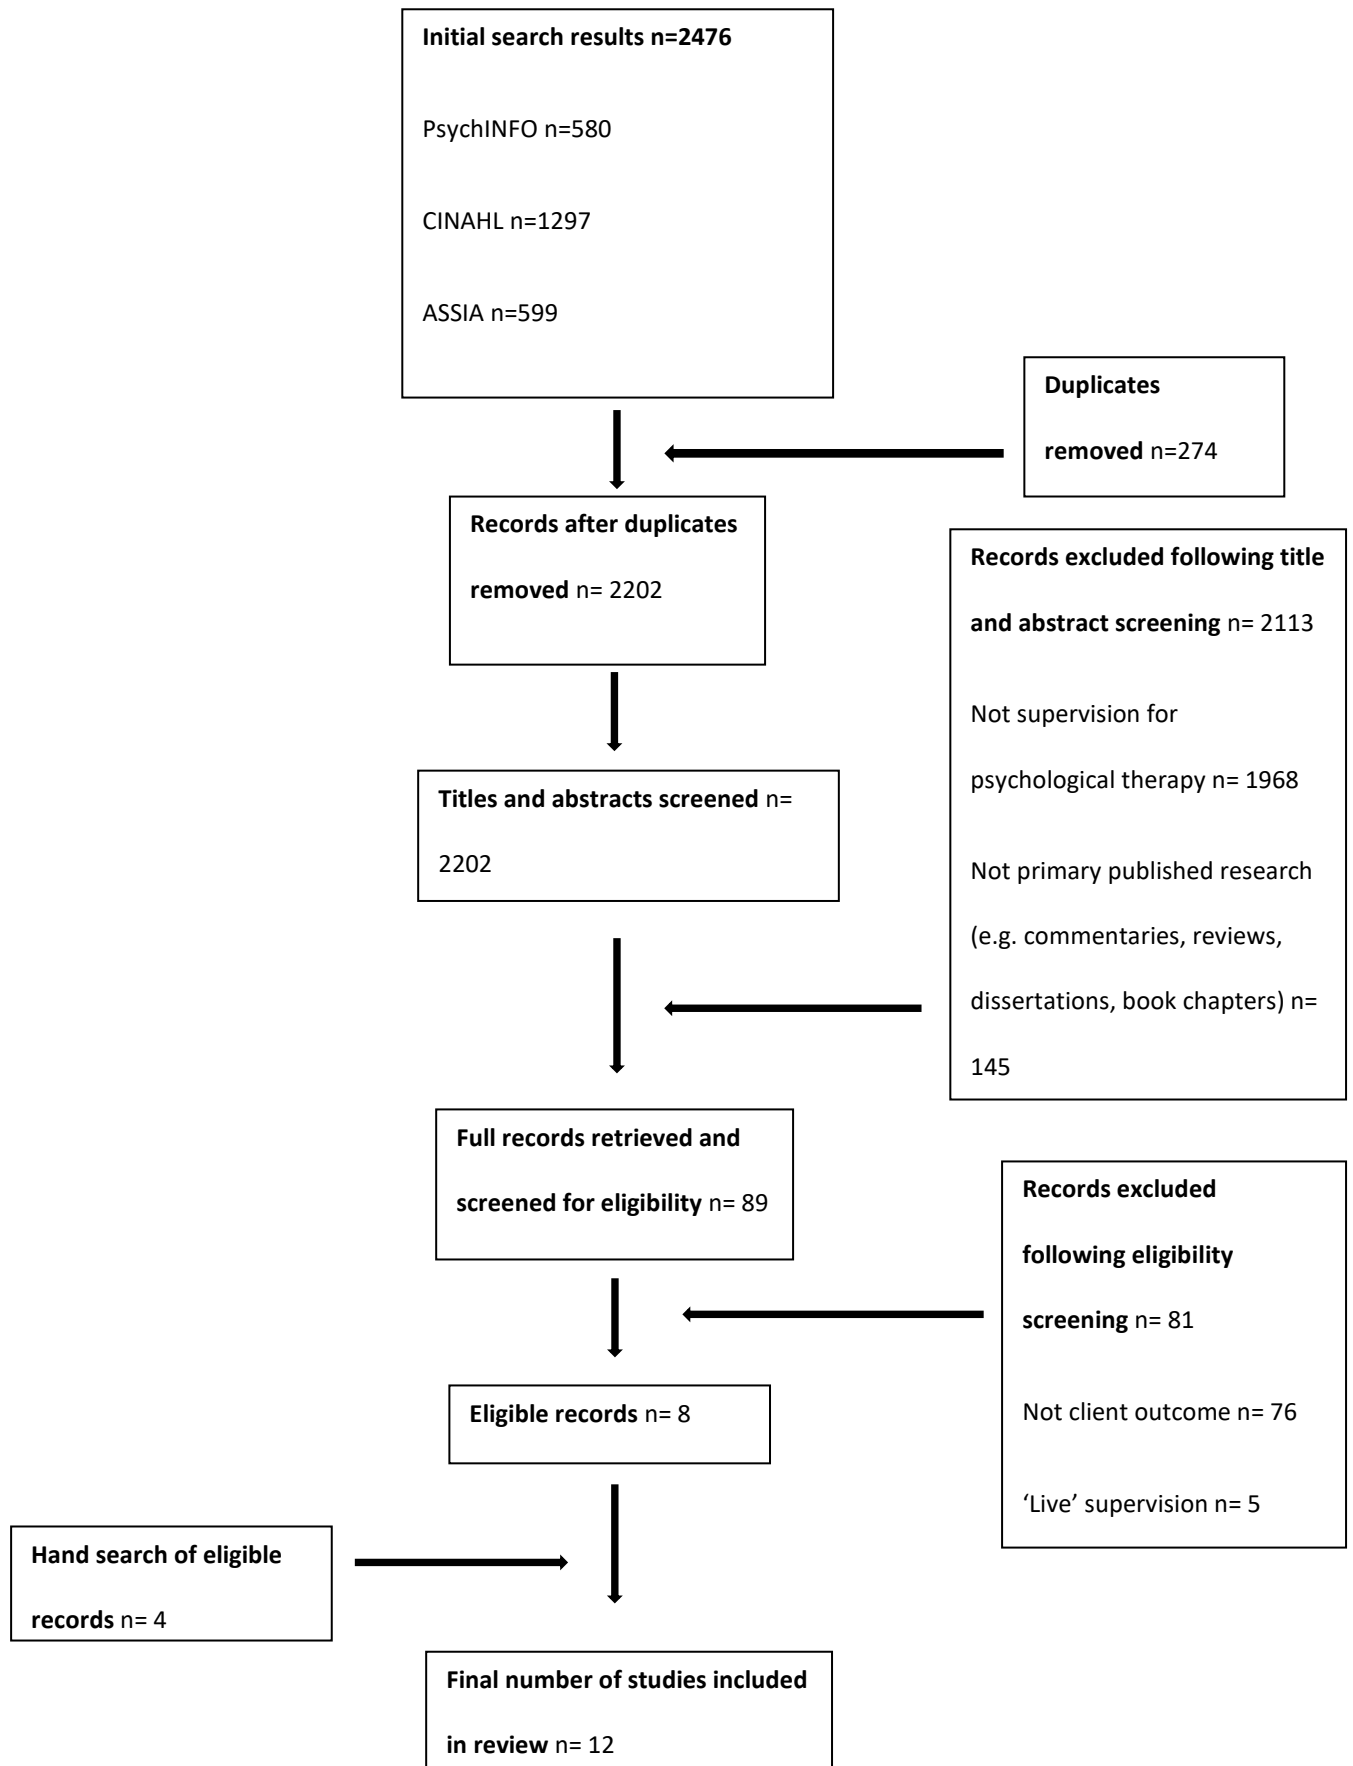 Initial search results n=2476
PsychINFO n=580
CINAHL n=1297
ASSIA n=599
Duplicates
removed n=274
Records after duplicates
removed n= 2202
Records excluded following title
and abstract screening n= 2113
Not supervision for
psychological therapy n= 1968
Not primary published research
(e.g. commentaries, reviews,
dissertations, book chapters) n=
145
Titles and abstracts screened n=
2202
Full records retrieved and
screened for eligibility n= 89
Records excluded
following eligibility
screening n= 81
Not client outcome n= 76
‘Live’ supervision n= 5
Eligible records n= 8
Hand search of eligible
records n= 4
Final number of studies included
in review n= 12